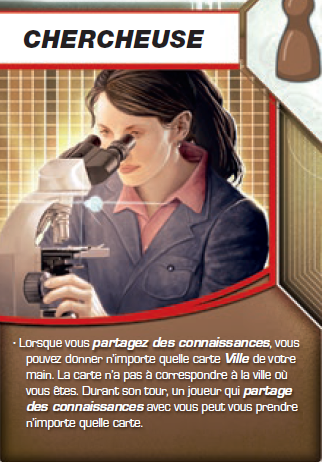 CHERCHEUSE
· Lorsque vous partagez des connaissances, vous
pouvez donner n'importe quelle carte Ville de votre
main. La carte n'a pas à correspondre à la ville où
vous êtes. Durant son tour, un joueur qui partage
des connaissances avec vous peut vous prendre
n'importe quelle carte.